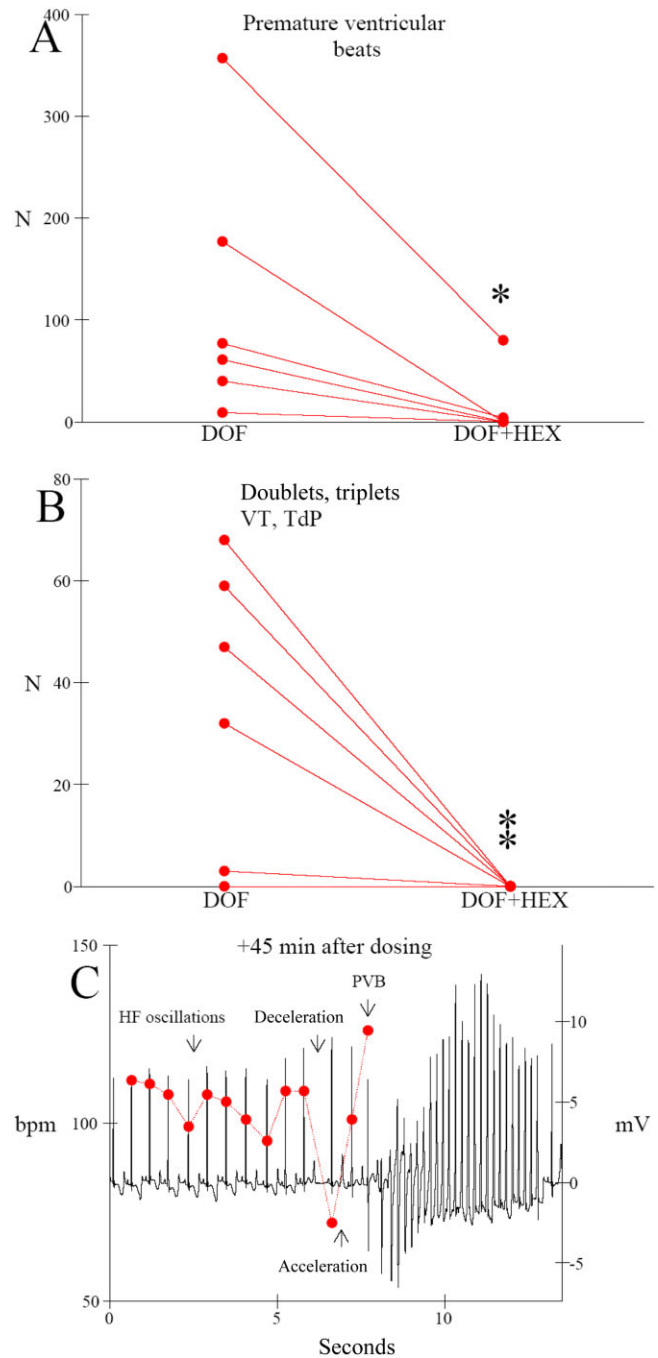 A
Premature ventricular
beats
400
300
N
200
*
100
0
DOF
DOF+HEX
B
80
Doublets, triplets
VT, TdP
60
N
40
20
*
*
0
DOF
DOF+HEX
C
+45 min after dosing
150
PVB
HF oscillations
Deceleration
10
100
5
bpm
mV
0
Acceleration
-5
50
0
5
10
Seconds